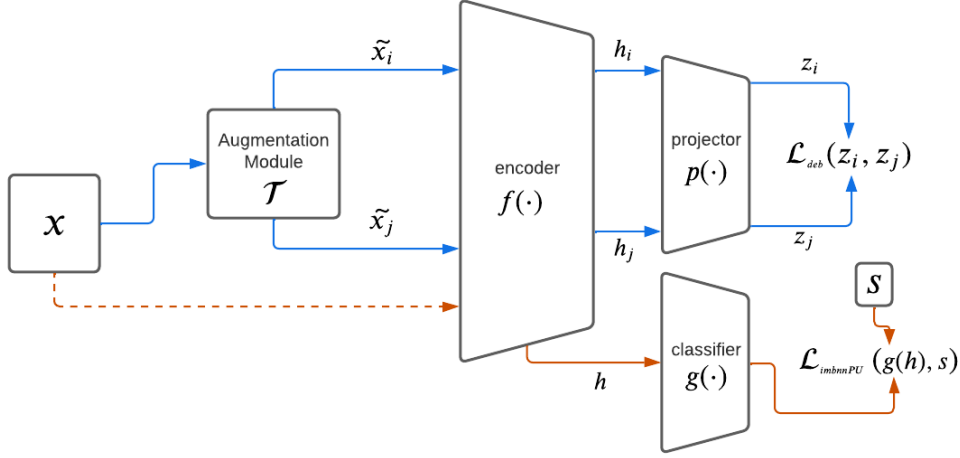 x
Augmentation
Module
𝒯
x̃ᵢ
x̃ⱼ
encoder
f(·)
hᵢ
hⱼ
projector
p(·)
zᵢ
ℒ_deb(zᵢ, zⱼ)
zⱼ
s
h
classifier
g(·)
ℒ_imbnnPU (g(h), s)